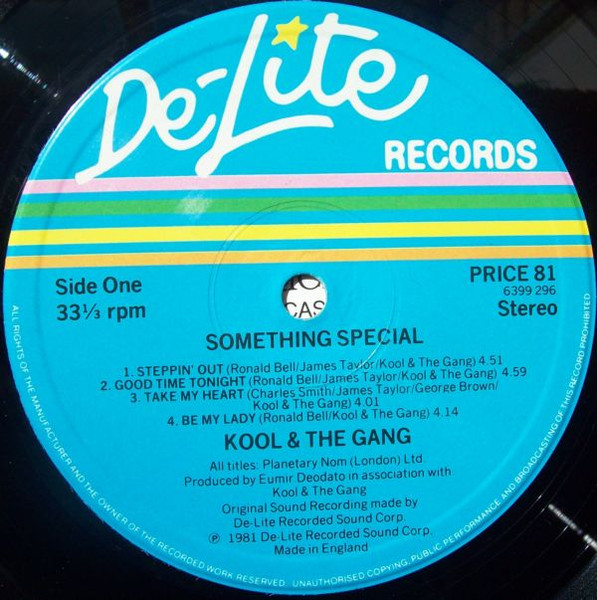 De-Lite
RECORDS
Side One
33⅓ rpm
PRICE 81
6399 296
Stereo
CAS
SOMETHING SPECIAL
1. STEPPIN' OUT (Ronald Bell/James Taylor/Kool & The Gang) 4.51
2. GOOD TIME TONIGHT (Ronald Bell/James Taylor/Kool & The Gang) 4.59
3. TAKE MY HEART (Charles Smith/James Taylor/George Brown/
Kool & The Gang) 4.01
4. BE MY LADY (Ronald Bell/Kool & The Gang) 4.14
KOOL & THE GANG
All titles: Planetary Nom (London) Ltd.
Produced by Eumir Deodato in association with
Kool & The Gang
Original Sound Recording made by
De-Lite Recorded Sound Corp.
℗ 1981 De-Lite Recorded Sound Corp.
Made in England
ALL RIGHTS OF THE MANUFACTURER AND THE OWNER OF THE RECORDED WORK RESERVED. UNAUTHORISED COPYING, PUBLIC PERFORMANCE AND BROADCASTING OF THIS RECORD PROHIBITED